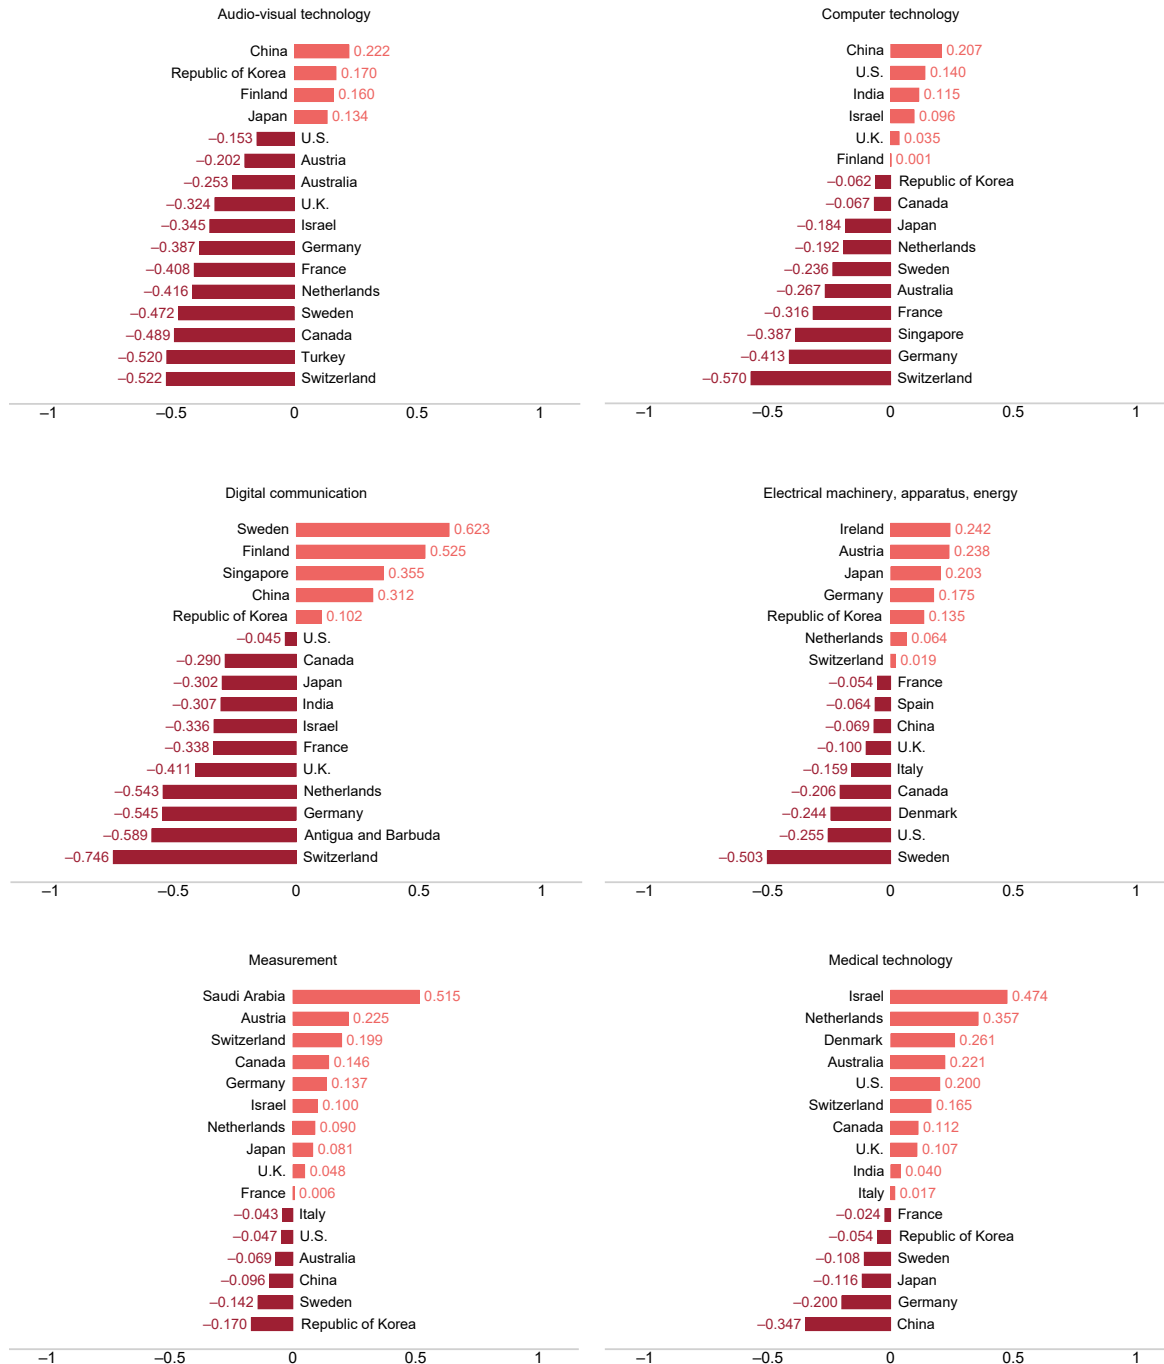 Audio-visual technology
China 0.222
Republic of Korea 0.170
Finland 0.160
Japan 0.134
–0.153 U.S.
–0.202 Austria
–0.253 Australia
–0.324 U.K.
–0.345 Israel
–0.387 Germany
–0.408 France
–0.416 Netherlands
–0.472 Sweden
–0.489 Canada
–0.520 Turkey
–0.522 Switzerland
–1 –0.5 0 0.5 1
Computer technology
China 0.207
U.S. 0.140
India 0.115
Israel 0.096
U.K. 0.035
Finland 0.001
–0.062 Republic of Korea
–0.067 Canada
–0.184 Japan
–0.192 Netherlands
–0.236 Sweden
–0.267 Australia
–0.316 France
–0.387 Singapore
–0.413 Germany
–0.570 Switzerland
–1 –0.5 0 0.5 1
Digital communication
Sweden 0.623
Finland 0.525
Singapore 0.355
China 0.312
Republic of Korea 0.102
–0.045 U.S.
–0.290 Canada
–0.302 Japan
–0.307 India
–0.336 Israel
–0.338 France
–0.411 U.K.
–0.543 Netherlands
–0.545 Germany
–0.589 Antigua and Barbuda
–0.746 Switzerland
–1 –0.5 0 0.5 1
Electrical machinery, apparatus, energy
Ireland 0.242
Austria 0.238
Japan 0.203
Germany 0.175
Republic of Korea 0.135
Netherlands 0.064
Switzerland 0.019
–0.054 France
–0.064 Spain
–0.069 China
–0.100 U.K.
–0.159 Italy
–0.206 Canada
–0.244 Denmark
–0.255 U.S.
–0.503 Sweden
–1 –0.5 0 0.5 1
Measurement
Saudi Arabia 0.515
Austria 0.225
Switzerland 0.199
Canada 0.146
Germany 0.137
Israel 0.100
Netherlands 0.090
Japan 0.081
U.K. 0.048
France 0.006
–0.043 Italy
–0.047 U.S.
–0.069 Australia
–0.096 China
–0.142 Sweden
–0.170 Republic of Korea
–1 –0.5 0 0.5 1
Medical technology
Israel 0.474
Netherlands 0.357
Denmark 0.261
Australia 0.221
U.S. 0.200
Switzerland 0.165
Canada 0.112
U.K. 0.107
India 0.040
Italy 0.017
–0.024 France
–0.054 Republic of Korea
–0.108 Sweden
–0.116 Japan
–0.200 Germany
–0.347 China
–1 –0.5 0 0.5 1